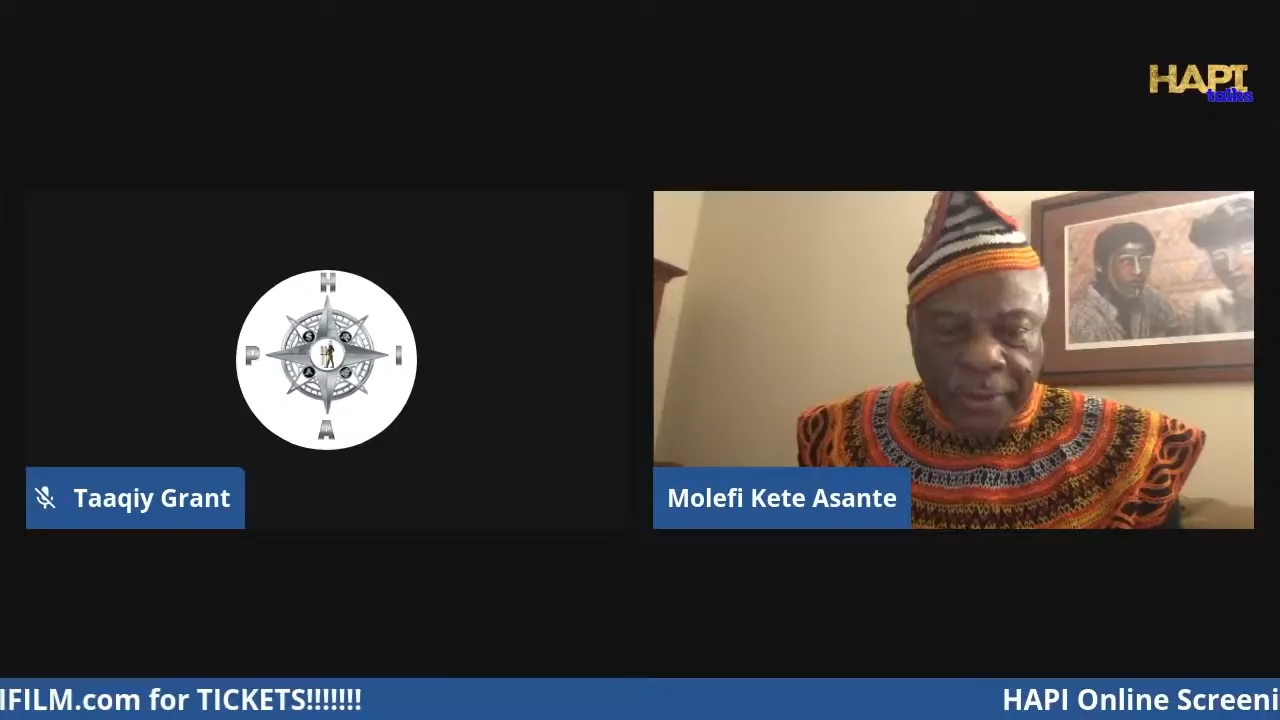 HAPI
talks
H
P I
A
Taaqiy Grant
Molefi Kete Asante
IFILM.com for TICKETS!!!!!!!
HAPI Online Screeni